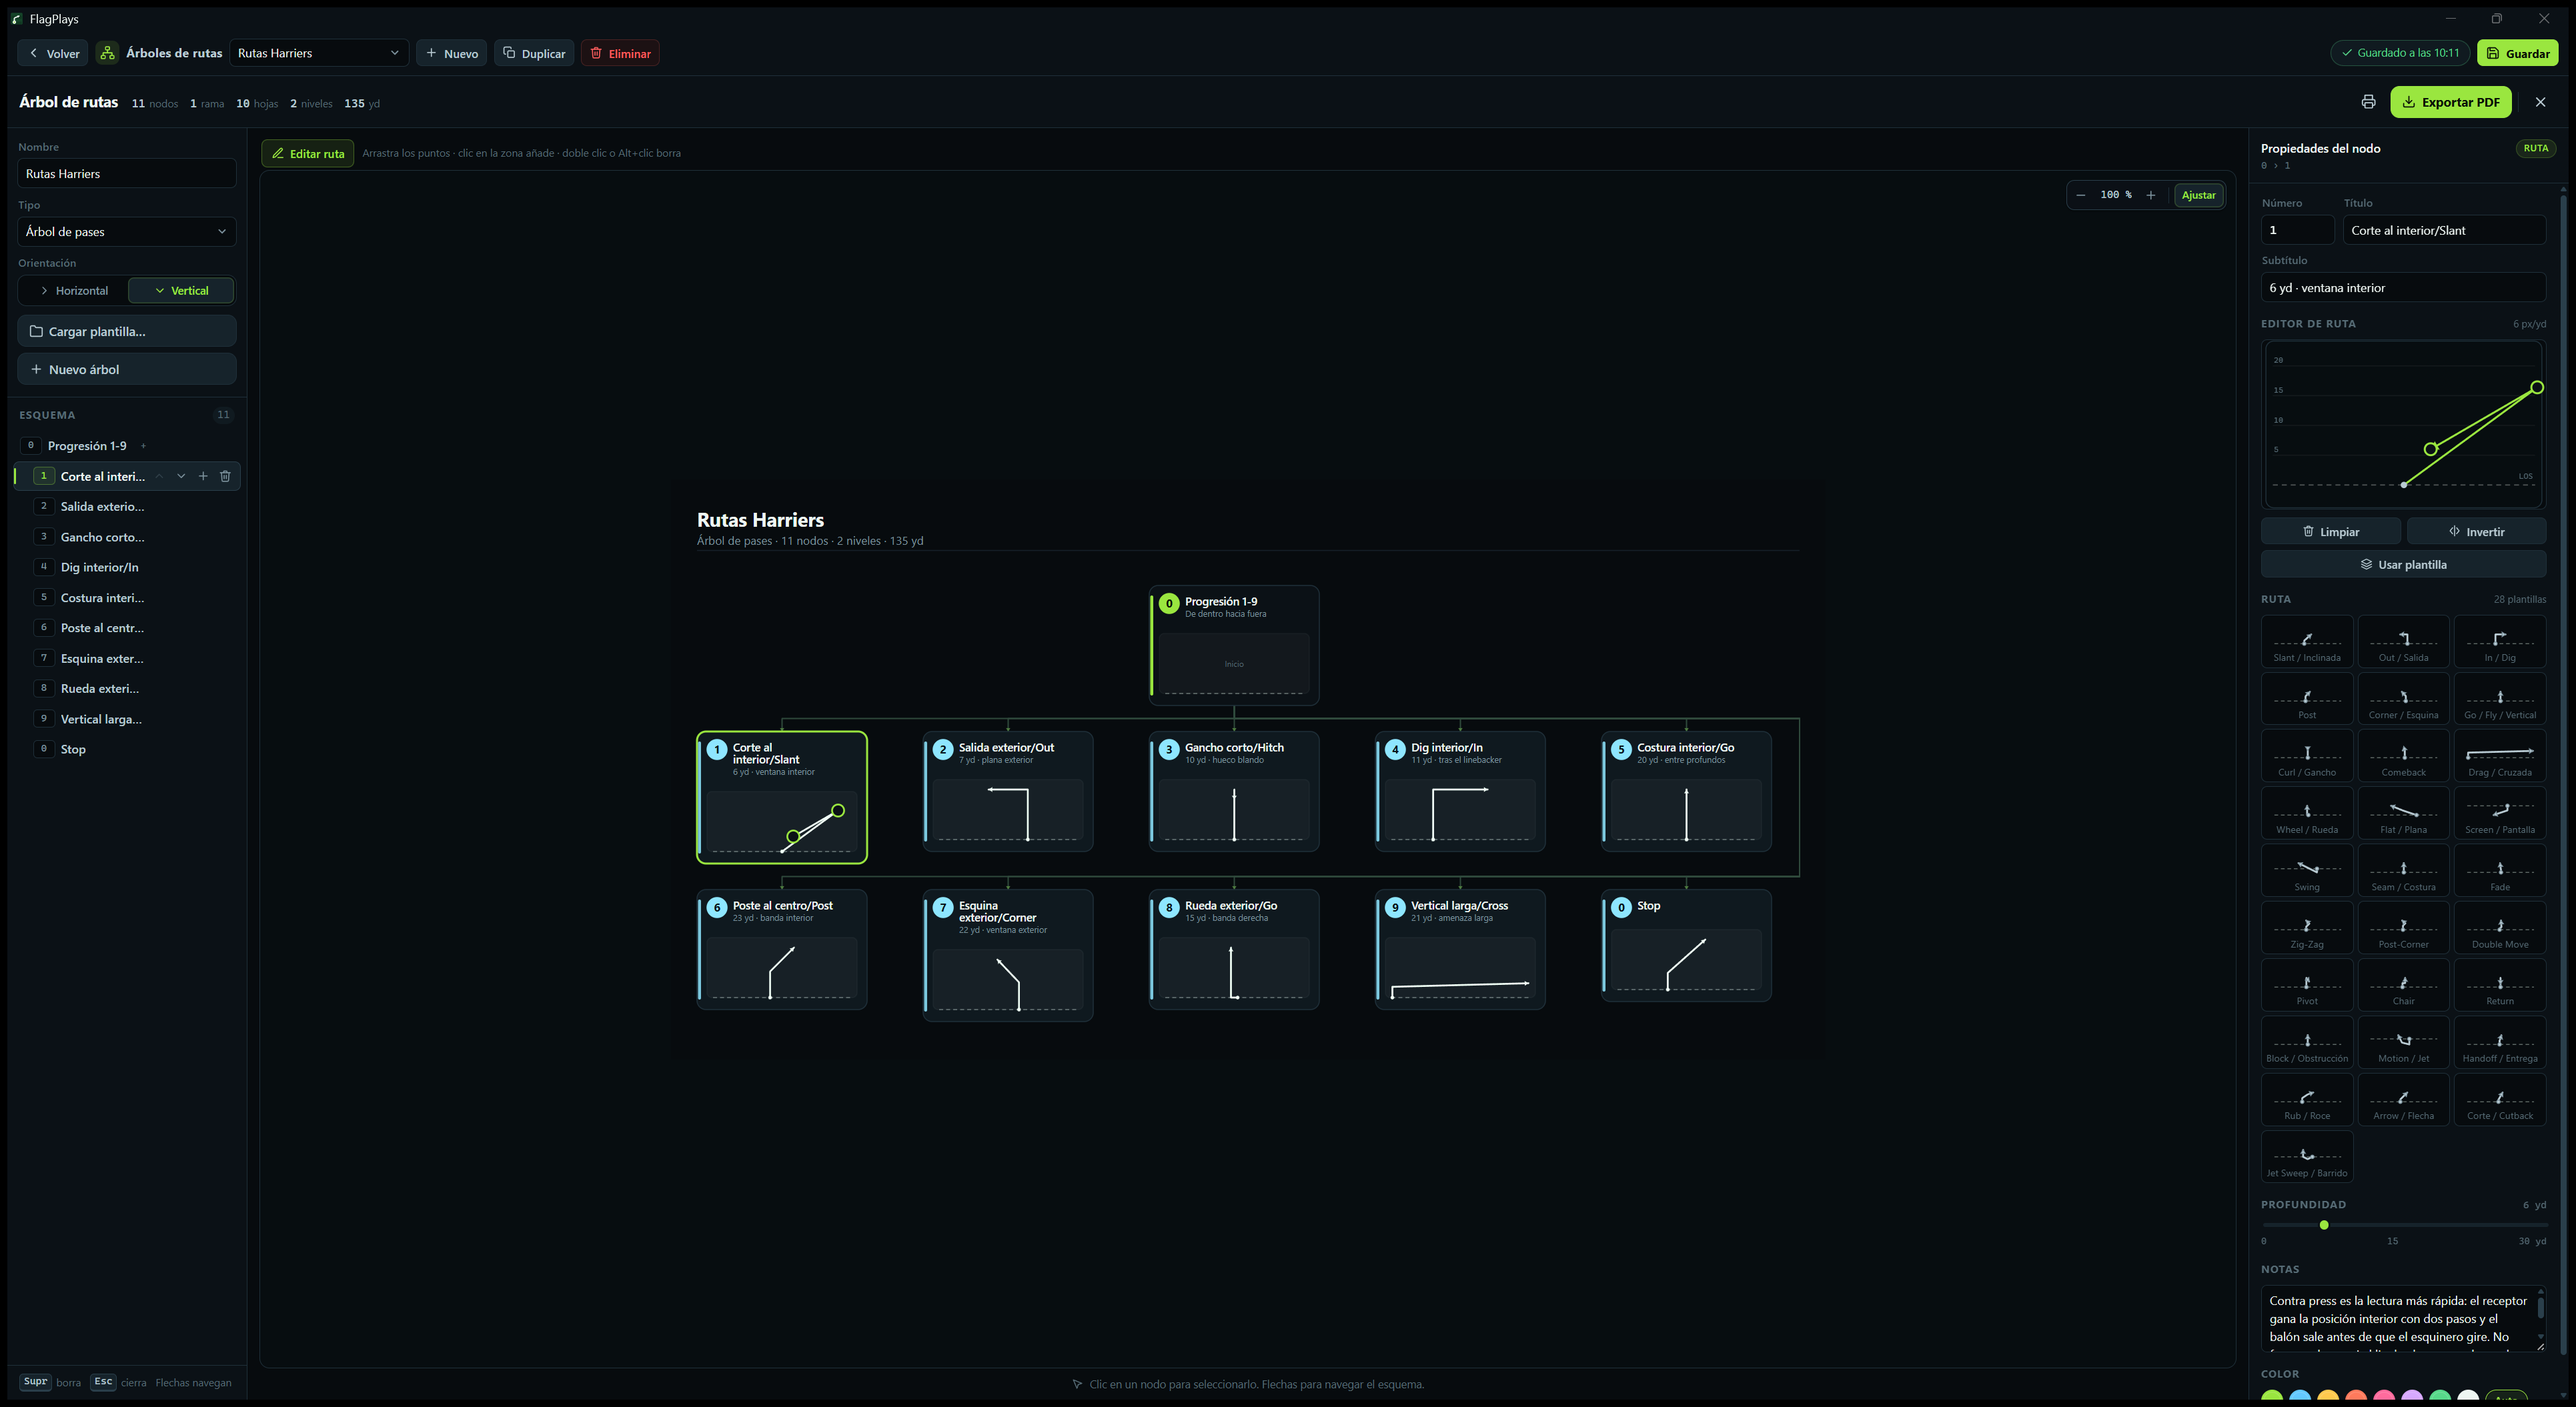 FlagPlays
Volver
Árboles de rutas
Rutas Harriers
Nuevo
Duplicar
Eliminar
Guardado a las 10:11
Guardar
Árbol de rutas
11 nodos 1 rama 10 hojas 2 niveles 135 yd
Exportar PDF
Nombre
Rutas Harriers
Tipo
Árbol de pases
Orientación
Horizontal
Vertical
Cargar plantilla...
+ Nuevo árbol
ESQUEMA 11
0 Progresión 1-9 +
1 Corte al interi...
2 Salida exterio...
3 Gancho corto...
4 Dig interior/In
5 Costura interi...
6 Poste al centr...
7 Esquina exter...
8 Rueda exteri...
9 Vertical larga...
0 Stop
Supr borra Esc cierra Flechas navegan
Editar ruta
Arrastra los puntos · clic en la zona añade · doble clic o Alt+clic borra
− 100 % + Ajustar
Rutas Harriers
Árbol de pases · 11 nodos · 2 niveles · 135 yd
0 Progresión 1-9
De dentro hacia fuera
Inicio
1 Corte al
interior/Slant
6 yd · ventana interior
2 Salida exterior/Out
7 yd · plana exterior
3 Gancho corto/Hitch
10 yd · hueco blando
4 Dig interior/In
11 yd · tras el linebacker
5 Costura interior/Go
20 yd · entre profundos
6 Poste al centro/Post
23 yd · banda interior
7 Esquina
exterior/Corner
22 yd · ventana exterior
8 Rueda exterior/Go
15 yd · banda derecha
9 Vertical larga/Cross
21 yd · amenaza larga
0 Stop
Clic en un nodo para seleccionarlo. Flechas para navegar el esquema.
Propiedades del nodo
RUTA
0 › 1
Número
Título
1
Corte al interior/Slant
Subtítulo
6 yd · ventana interior
EDITOR DE RUTA
6 px/yd
20
15
10
5
LOS
Limpiar
Invertir
Usar plantilla
RUTA
28 plantillas
Slant / Inclinada
Out / Salida
In / Dig
Post
Corner / Esquina
Go / Fly / Vertical
Curl / Gancho
Comeback
Drag / Cruzada
Wheel / Rueda
Flat / Plana
Screen / Pantalla
Swing
Seam / Costura
Fade
Zig-Zag
Post-Corner
Double Move
Pivot
Chair
Return
Block / Obstrucción
Motion / Jet
Handoff / Entrega
Rub / Roce
Arrow / Flecha
Corte / Cutback
Jet Sweep / Barrido
PROFUNDIDAD
6 yd
0 15 30 yd
NOTAS
Contra press es la lectura más rápida: el receptor
gana la posición interior con dos pasos y el
balón sale antes de que el esquinero gire. No
COLOR